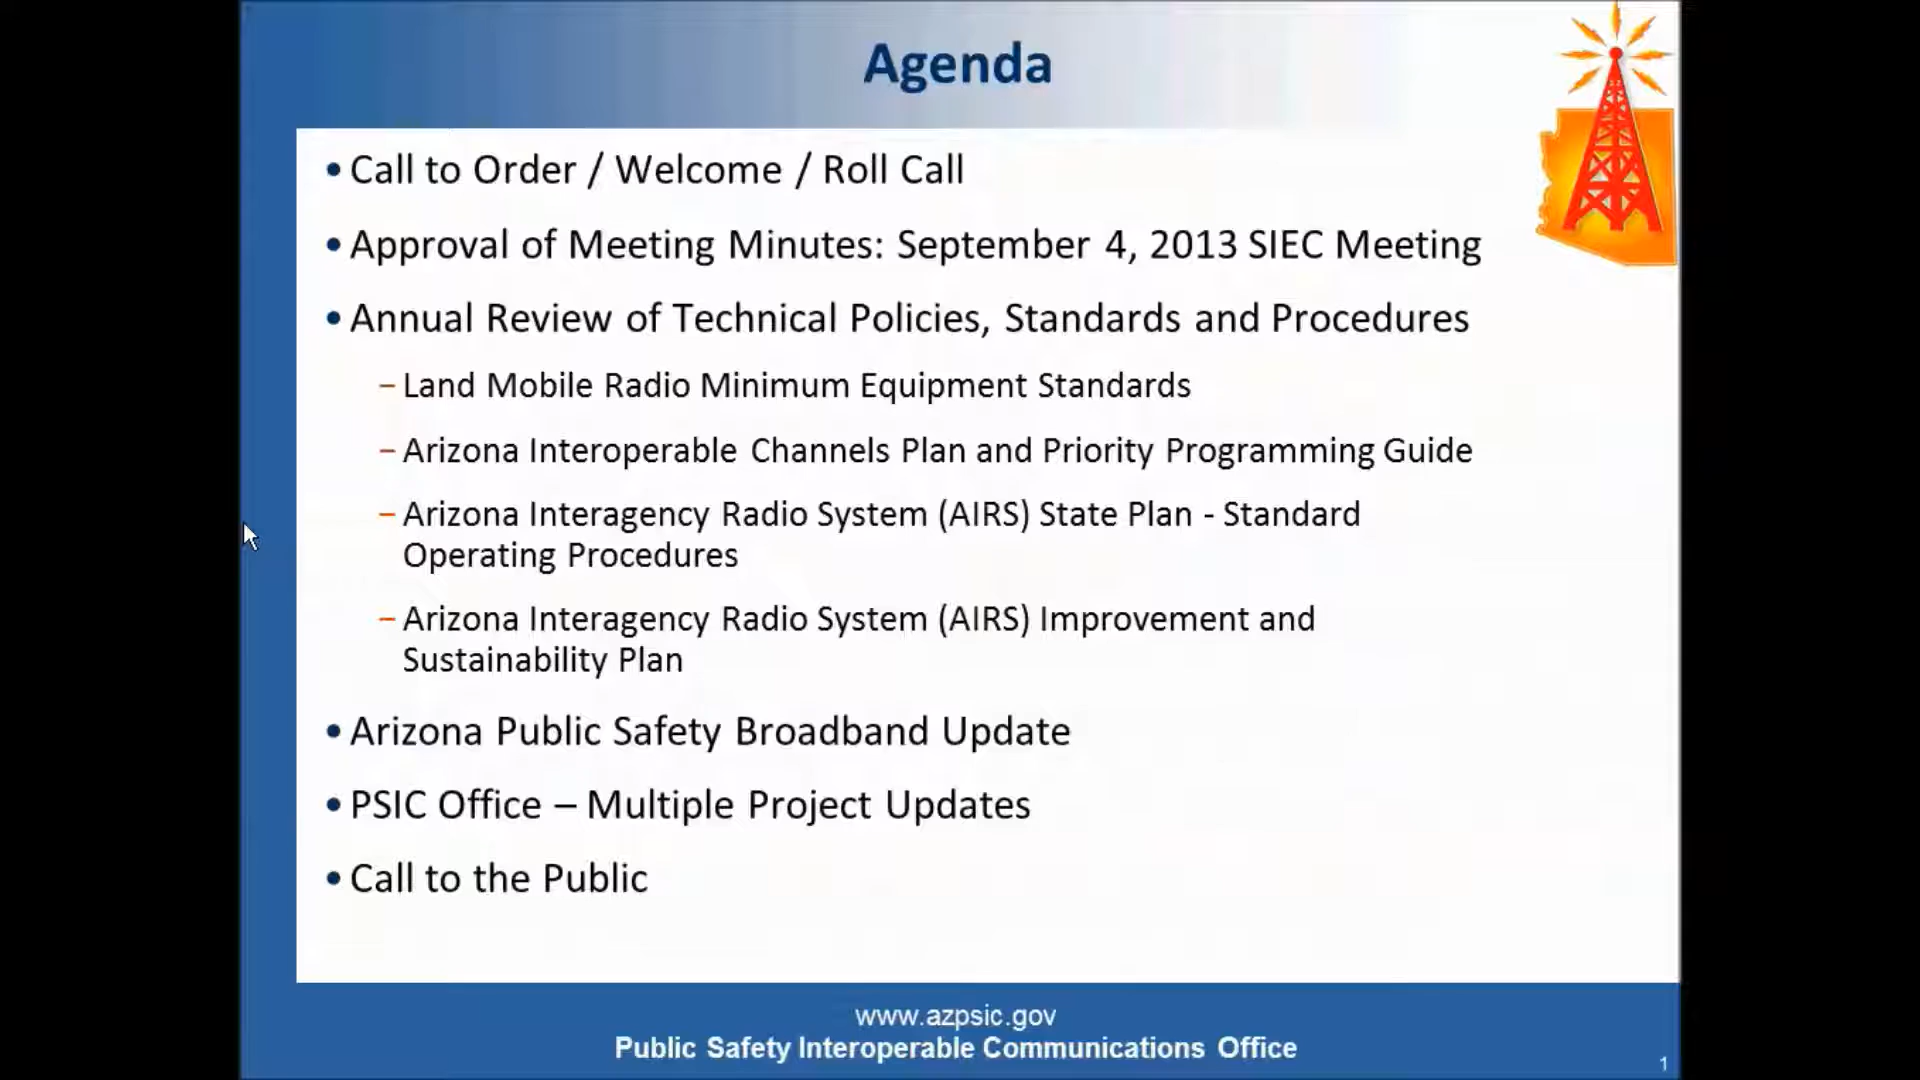 Agenda
• Call to Order / Welcome / Roll Call
• Approval of Meeting Minutes: September 4, 2013 SIEC Meeting
• Annual Review of Technical Policies, Standards and Procedures
– Land Mobile Radio Minimum Equipment Standards
– Arizona Interoperable Channels Plan and Priority Programming Guide
– Arizona Interagency Radio System (AIRS) State Plan - Standard
Operating Procedures
– Arizona Interagency Radio System (AIRS) Improvement and
Sustainability Plan
• Arizona Public Safety Broadband Update
• PSIC Office – Multiple Project Updates
• Call to the Public
www.azpsic.gov
Public Safety Interoperable Communications Office
1